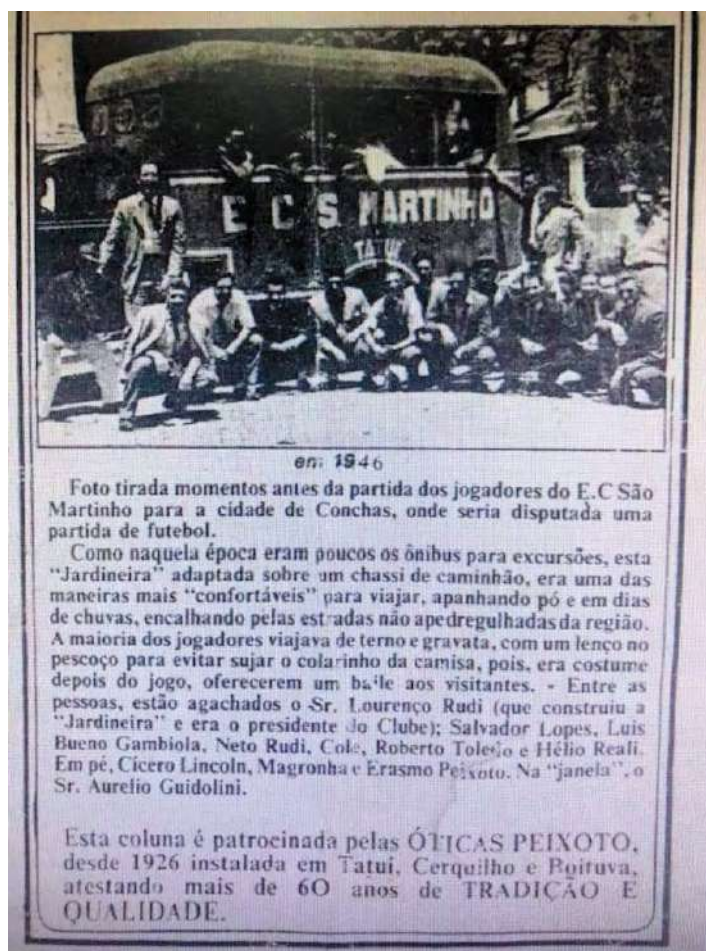 E C S. MARTINHO
TATUÍ
em 1946
Foto tirada momentos antes da partida dos jogadores do E.C São
Martinho para a cidade de Conchas, onde seria disputada uma
partida de futebol.
Como naquela época eram poucos os ônibus para excursões, esta
"Jardineira" adaptada sobre um chassi de caminhão, era uma das
maneiras mais "confortáveis" para viajar, apanhando pó e em dias
de chuvas, encalhando pelas estradas não apedregulhadas da região.
A maioria dos jogadores viajava de terno e gravata, com um lenço no
pescoço para evitar sujar o colarinho da camisa, pois, era costume
depois do jogo, oferecerem um baile aos visitantes. - Entre as
pessoas, estão agachados o Sr. Lourenço Rudi (que construiu a
"Jardineira" e era o presidente do Clube); Salvador Lopes, Luis
Bueno Gambiola, Neto Rudi, Cole, Roberto Toledo e Hélio Reali.
Em pé, Cícero Lincoln, Magronha e Erasmo Peixoto. Na "janela", o
Sr. Aurelio Guidolini.
Esta coluna é patrocinada pelas ÓTICAS PEIXOTO,
desde 1926 instalada em Tatuí, Cerquilho e Boituva,
atestando mais de 60 anos de TRADIÇÃO E
QUALIDADE.